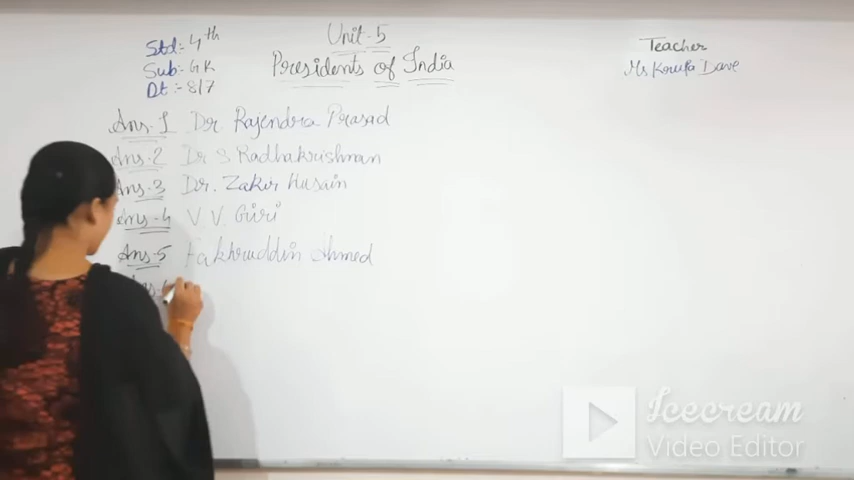 Std:- 4th
Sub:- GK
Dt :- 8/7
Unit - 5
Presidents of India
Teacher
Ms Krupa Dave
Ans. 1 Dr Rajendra Prasad
Ans. 2 Dr S Radhakrishnan
Ans. 3 Dr. Zakir Husain
Ans. 4 V. V. Giri
Ans. 5 Fakhruddin Ahmed
Icecream
Video Editor